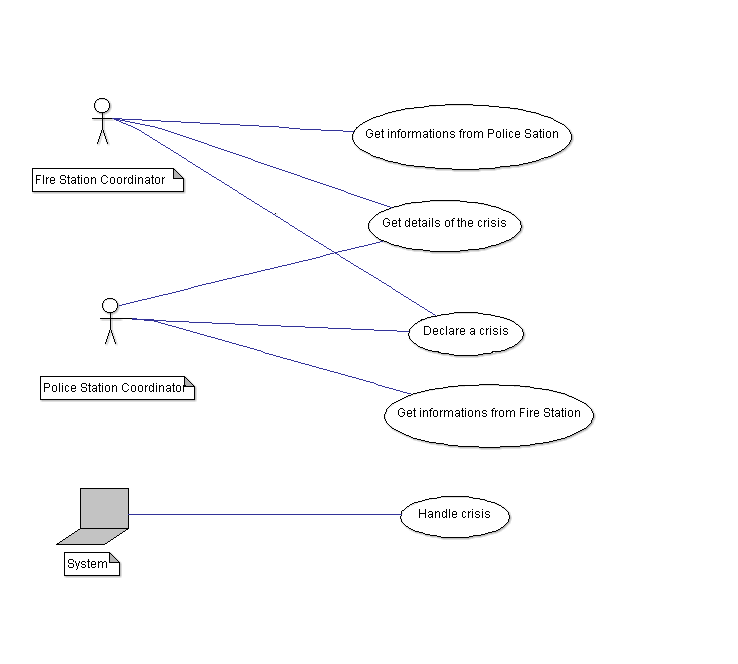 Get informations from Police Sation
FIre Station Coordinator
Get details of the crisis
Declare a crisis
Police Station Coordinator
Get informations from Fire Station
Handle crisis
System